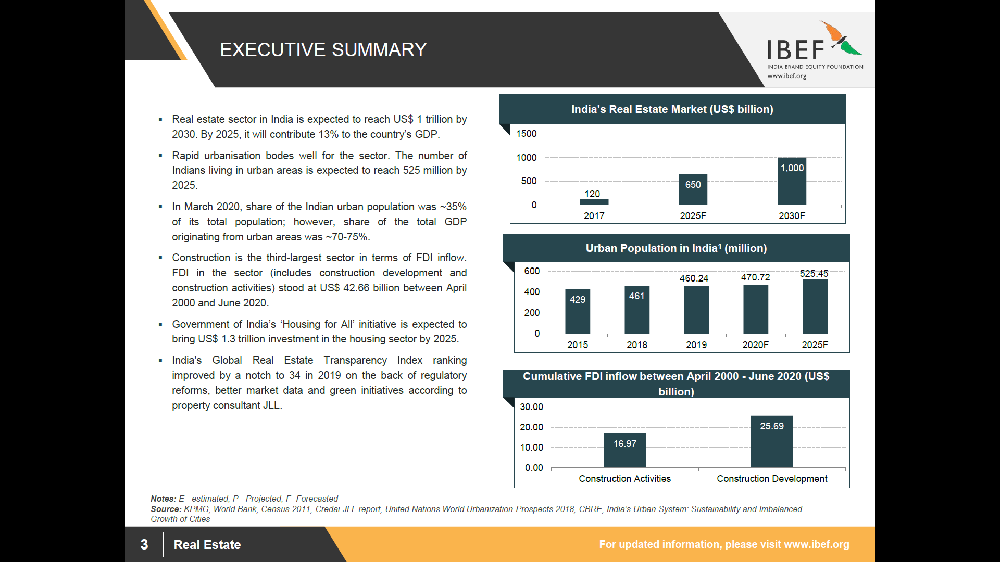 EXECUTIVE SUMMARY
IBEF
INDIA BRAND EQUITY FOUNDATION
www.ibef.org
▪ Real estate sector in India is expected to reach US$ 1 trillion by
2030. By 2025, it will contribute 13% to the country’s GDP.
▪ Rapid urbanisation bodes well for the sector. The number of
Indians living in urban areas is expected to reach 525 million by
2025.
▪ In March 2020, share of the Indian urban population was ~35%
of its total population; however, share of the total GDP
originating from urban areas was ~70-75%.
▪ Construction is the third-largest sector in terms of FDI inflow.
FDI in the sector (includes construction development and
construction activities) stood at US$ 42.66 billion between April
2000 and June 2020.
▪ Government of India’s ‘Housing for All’ initiative is expected to
bring US$ 1.3 trillion investment in the housing sector by 2025.
▪ India's Global Real Estate Transparency Index ranking
improved by a notch to 34 in 2019 on the back of regulatory
reforms, better market data and green initiatives according to
property consultant JLL.
India’s Real Estate Market (US$ billion)
1500
1000
500
0
120
650
1,000
2017 2025F 2030F
Urban Population in India¹ (million)
600
400
200
0
429
461
460.24
470.72
525.45
2015 2018 2019 2020F 2025F
Cumulative FDI inflow between April 2000 - June 2020 (US$
billion)
30.00
20.00
10.00
0.00
16.97
25.69
Construction Activities Construction Development
Notes: E - estimated; P - Projected, F- Forecasted
Source: KPMG, World Bank, Census 2011, Credai-JLL report, United Nations World Urbanization Prospects 2018, CBRE, India’s Urban System: Sustainability and Imbalanced
Growth of Cities
3 Real Estate
For updated information, please visit www.ibef.org